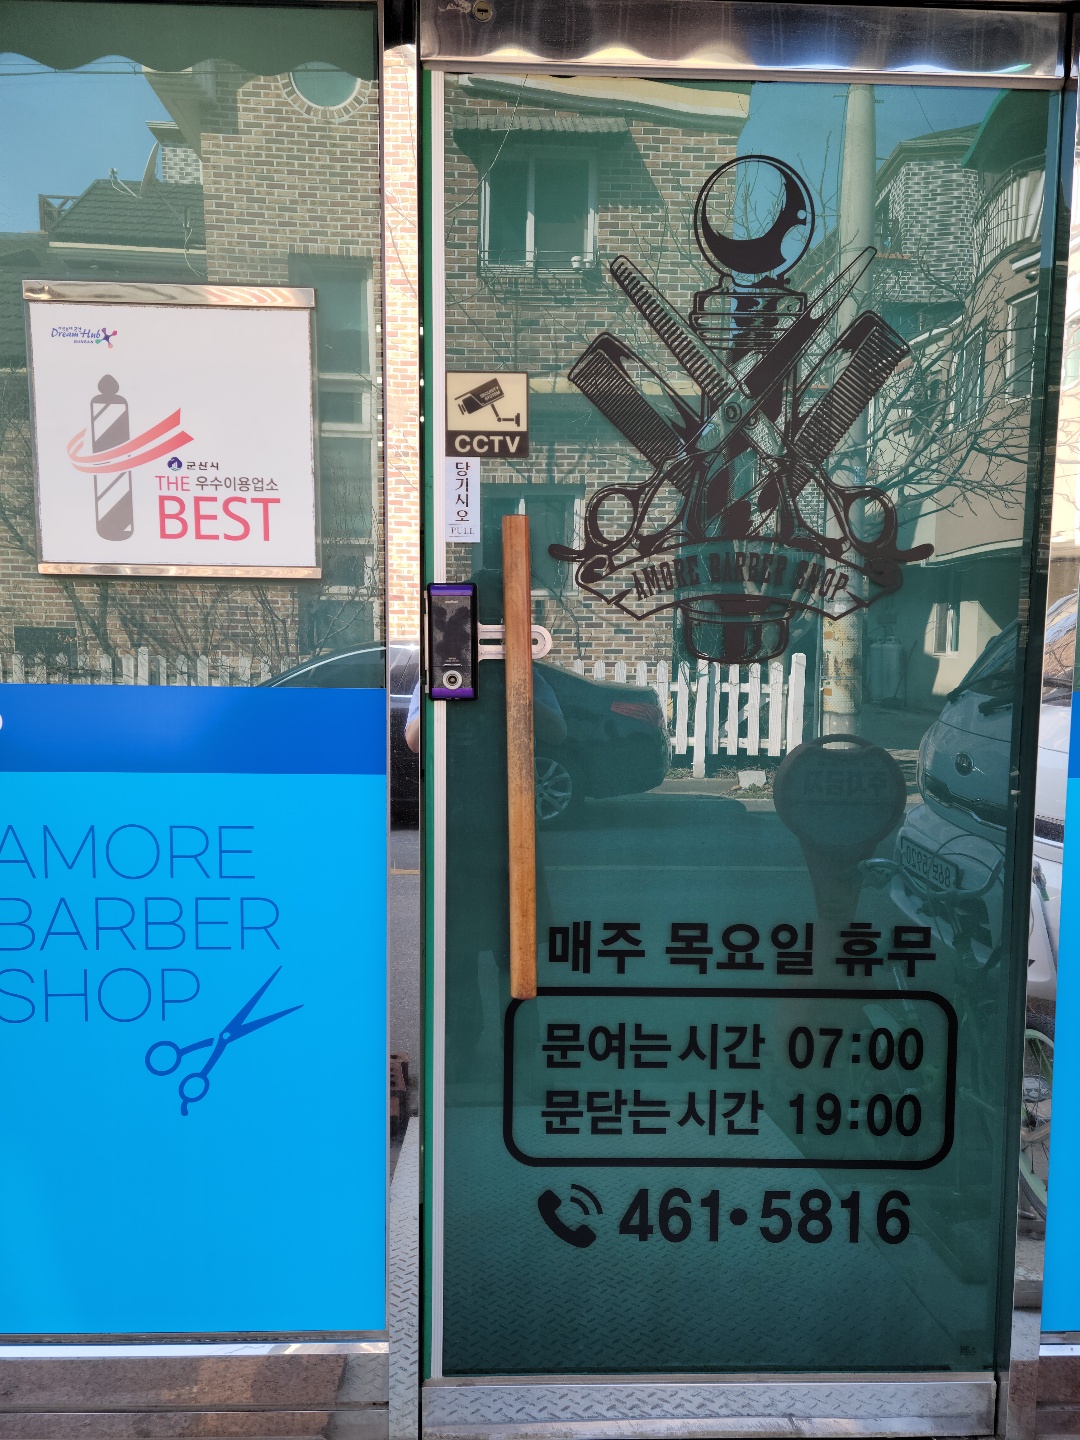 Dream Hub
군산시
THE 우수이용업소
BEST
AMORE
BARBER
SHOP
CCTV
당기시오
PULL
AMORE BARBER SHOP
매주 목요일 휴무
문여는시간 07:00
문닫는시간 19:00
461•5816